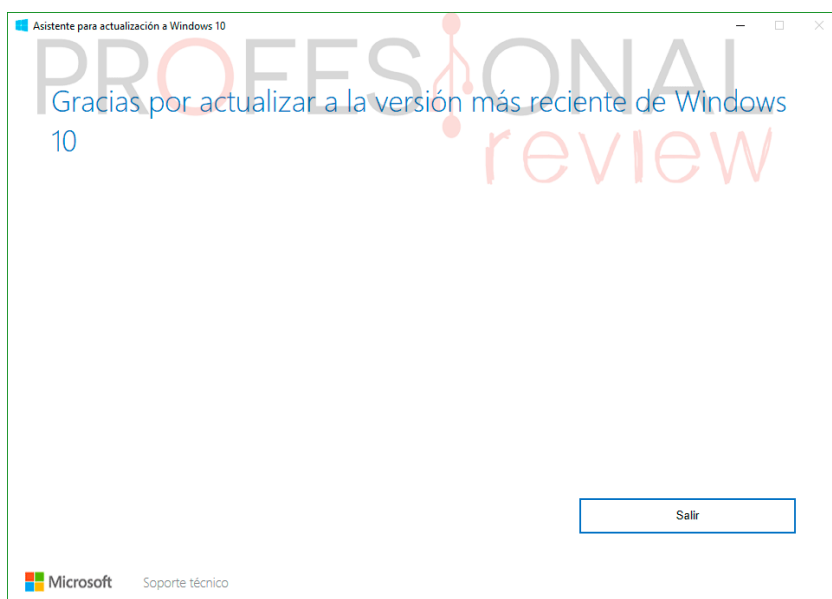 Asistente para actualización a Windows 10
PROFESIONAL
review
Gracias por actualizar a la versión más reciente de Windows
10
Salir
Microsoft
Soporte técnico